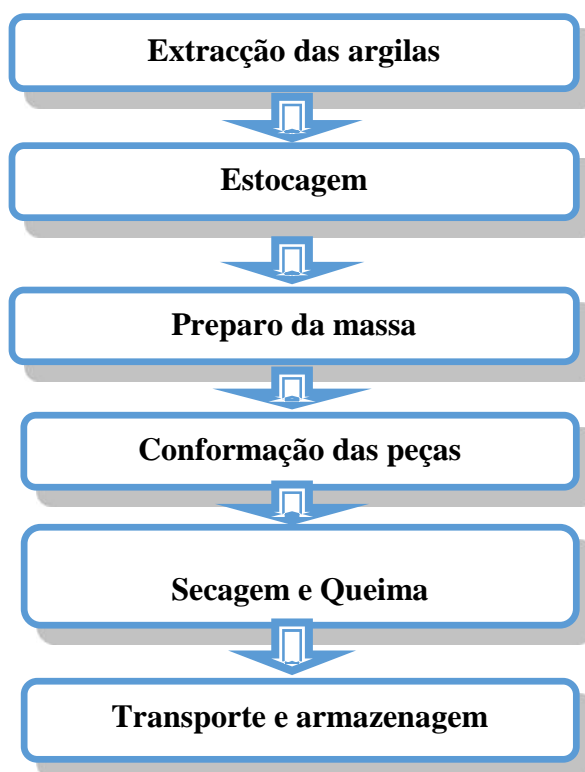 Extracção das argilas
Estocagem
Preparo da massa
Conformação das peças
Secagem e Queima
Transporte e armazenagem